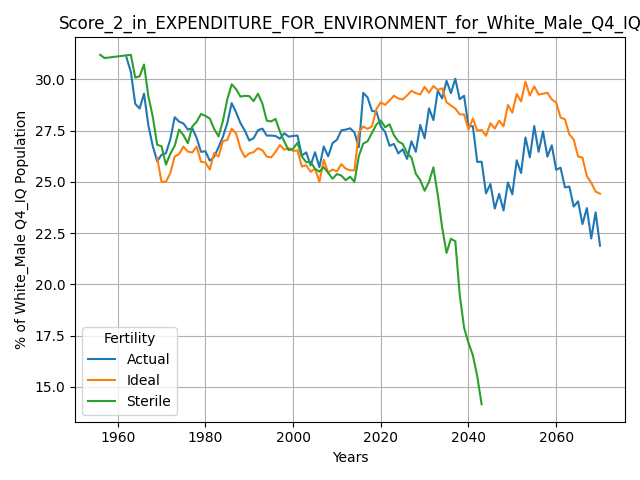 Score_2_in_EXPENDITURE_FOR_ENVIRONMENT_for_White_Male_Q4_IQ
% of White_Male Q4_IQ Population
30.0
27.5
25.0
22.5
20.0
17.5
15.0
Fertility
Actual
Ideal
Sterile
1960 1980 2000 2020 2040 2060
Years